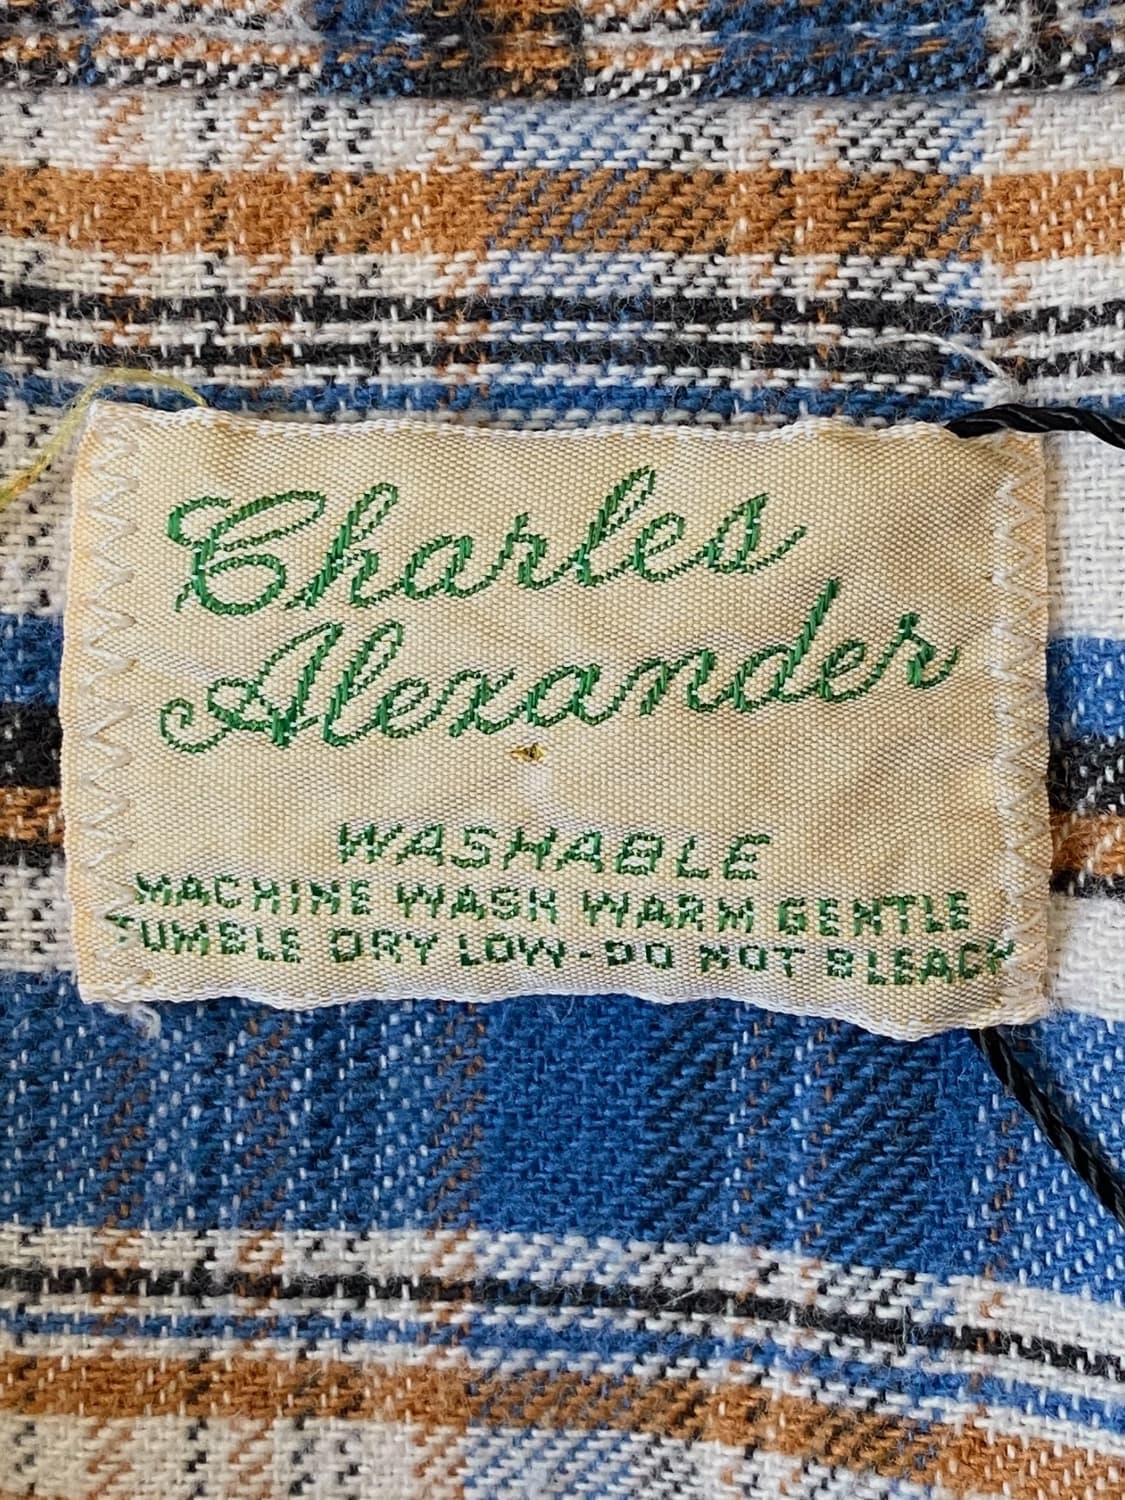 Charles
Alexander
WASHABLE
MACHINE WASH WARM GENTLE
TUMBLE DRY LOW-DO NOT BLEACH